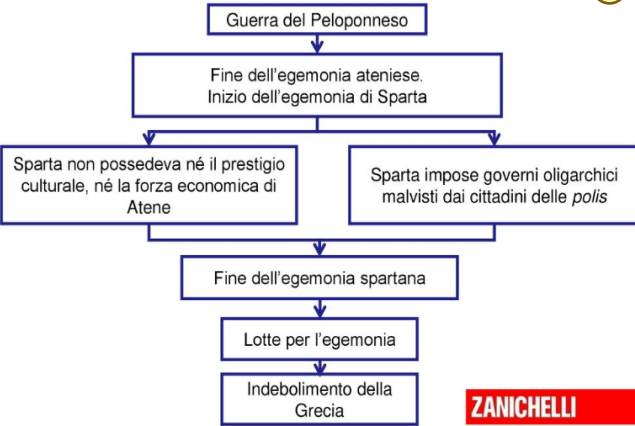 Guerra del Peloponneso
Fine dell'egemonia ateniese.
Inizio dell'egemonia di Sparta
Sparta non possedeva né il prestigio
culturale, né la forza economica di
Atene
Sparta impose governi oligarchici
malvisti dai cittadini delle polis
Fine dell'egemonia spartana
Lotte per l'egemonia
Indebolimento della
Grecia
ZANICHELLI